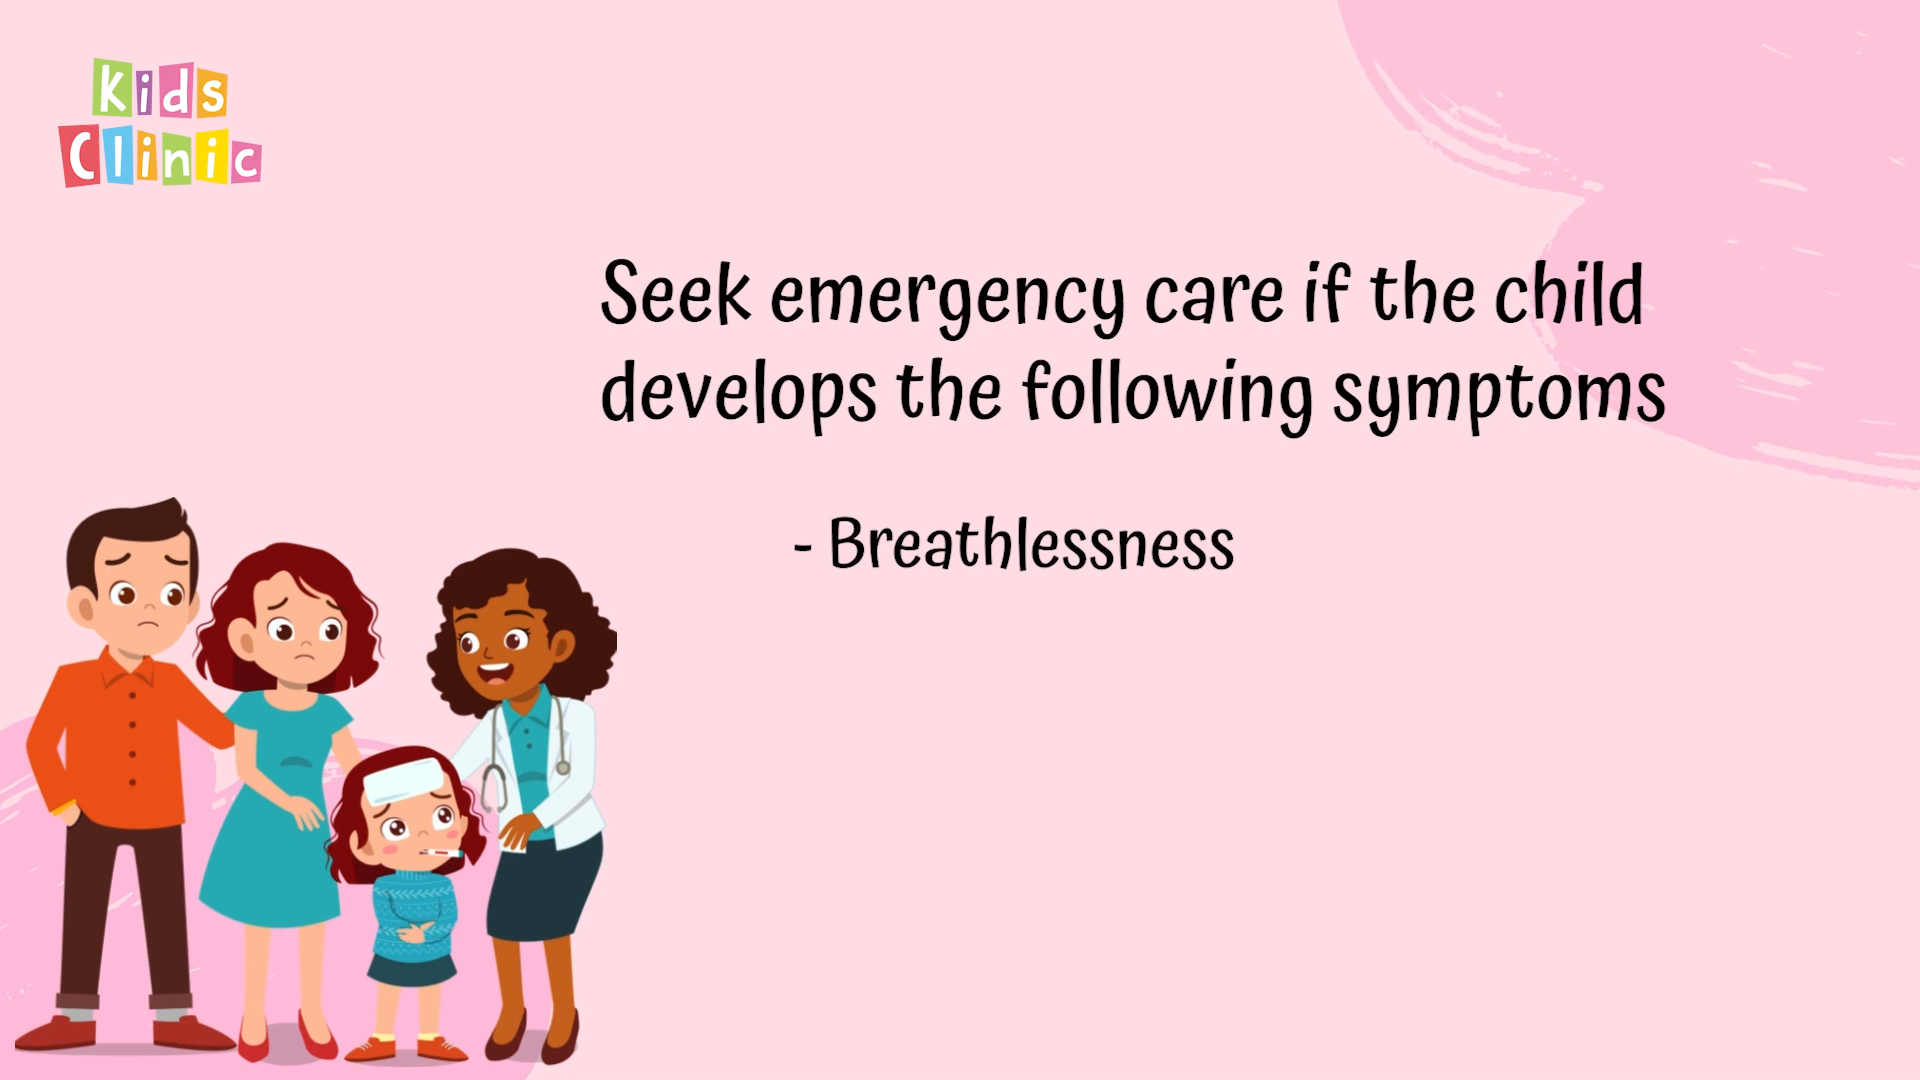 Kids
Clinic
Seek emergency care if the child
develops the following symptoms
- Breathlessness